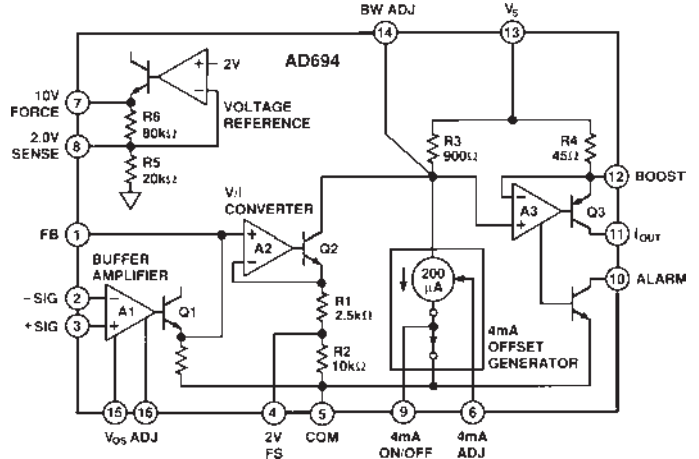 BW ADJ
VS
14
13
AD694
2V
10V
FORCE
7
R6
80kΩ
VOLTAGE
REFERENCE
2.0V
SENSE
8
R5
20kΩ
R3
900Ω
R4
45Ω
12
BOOST
V/I
CONVERTER
A3
Q3
FB
1
A2
Q2
11
IOUT
BUFFER
AMPLIFIER
200
µA
10
ALARM
-SIG
2
+SIG
3
A1
Q1
R1
2.5kΩ
R2
10kΩ
4mA
OFFSET
GENERATOR
15
16
4
5
9
6
VOS ADJ
2V
FS
COM
4mA
ON/OFF
4mA
ADJ